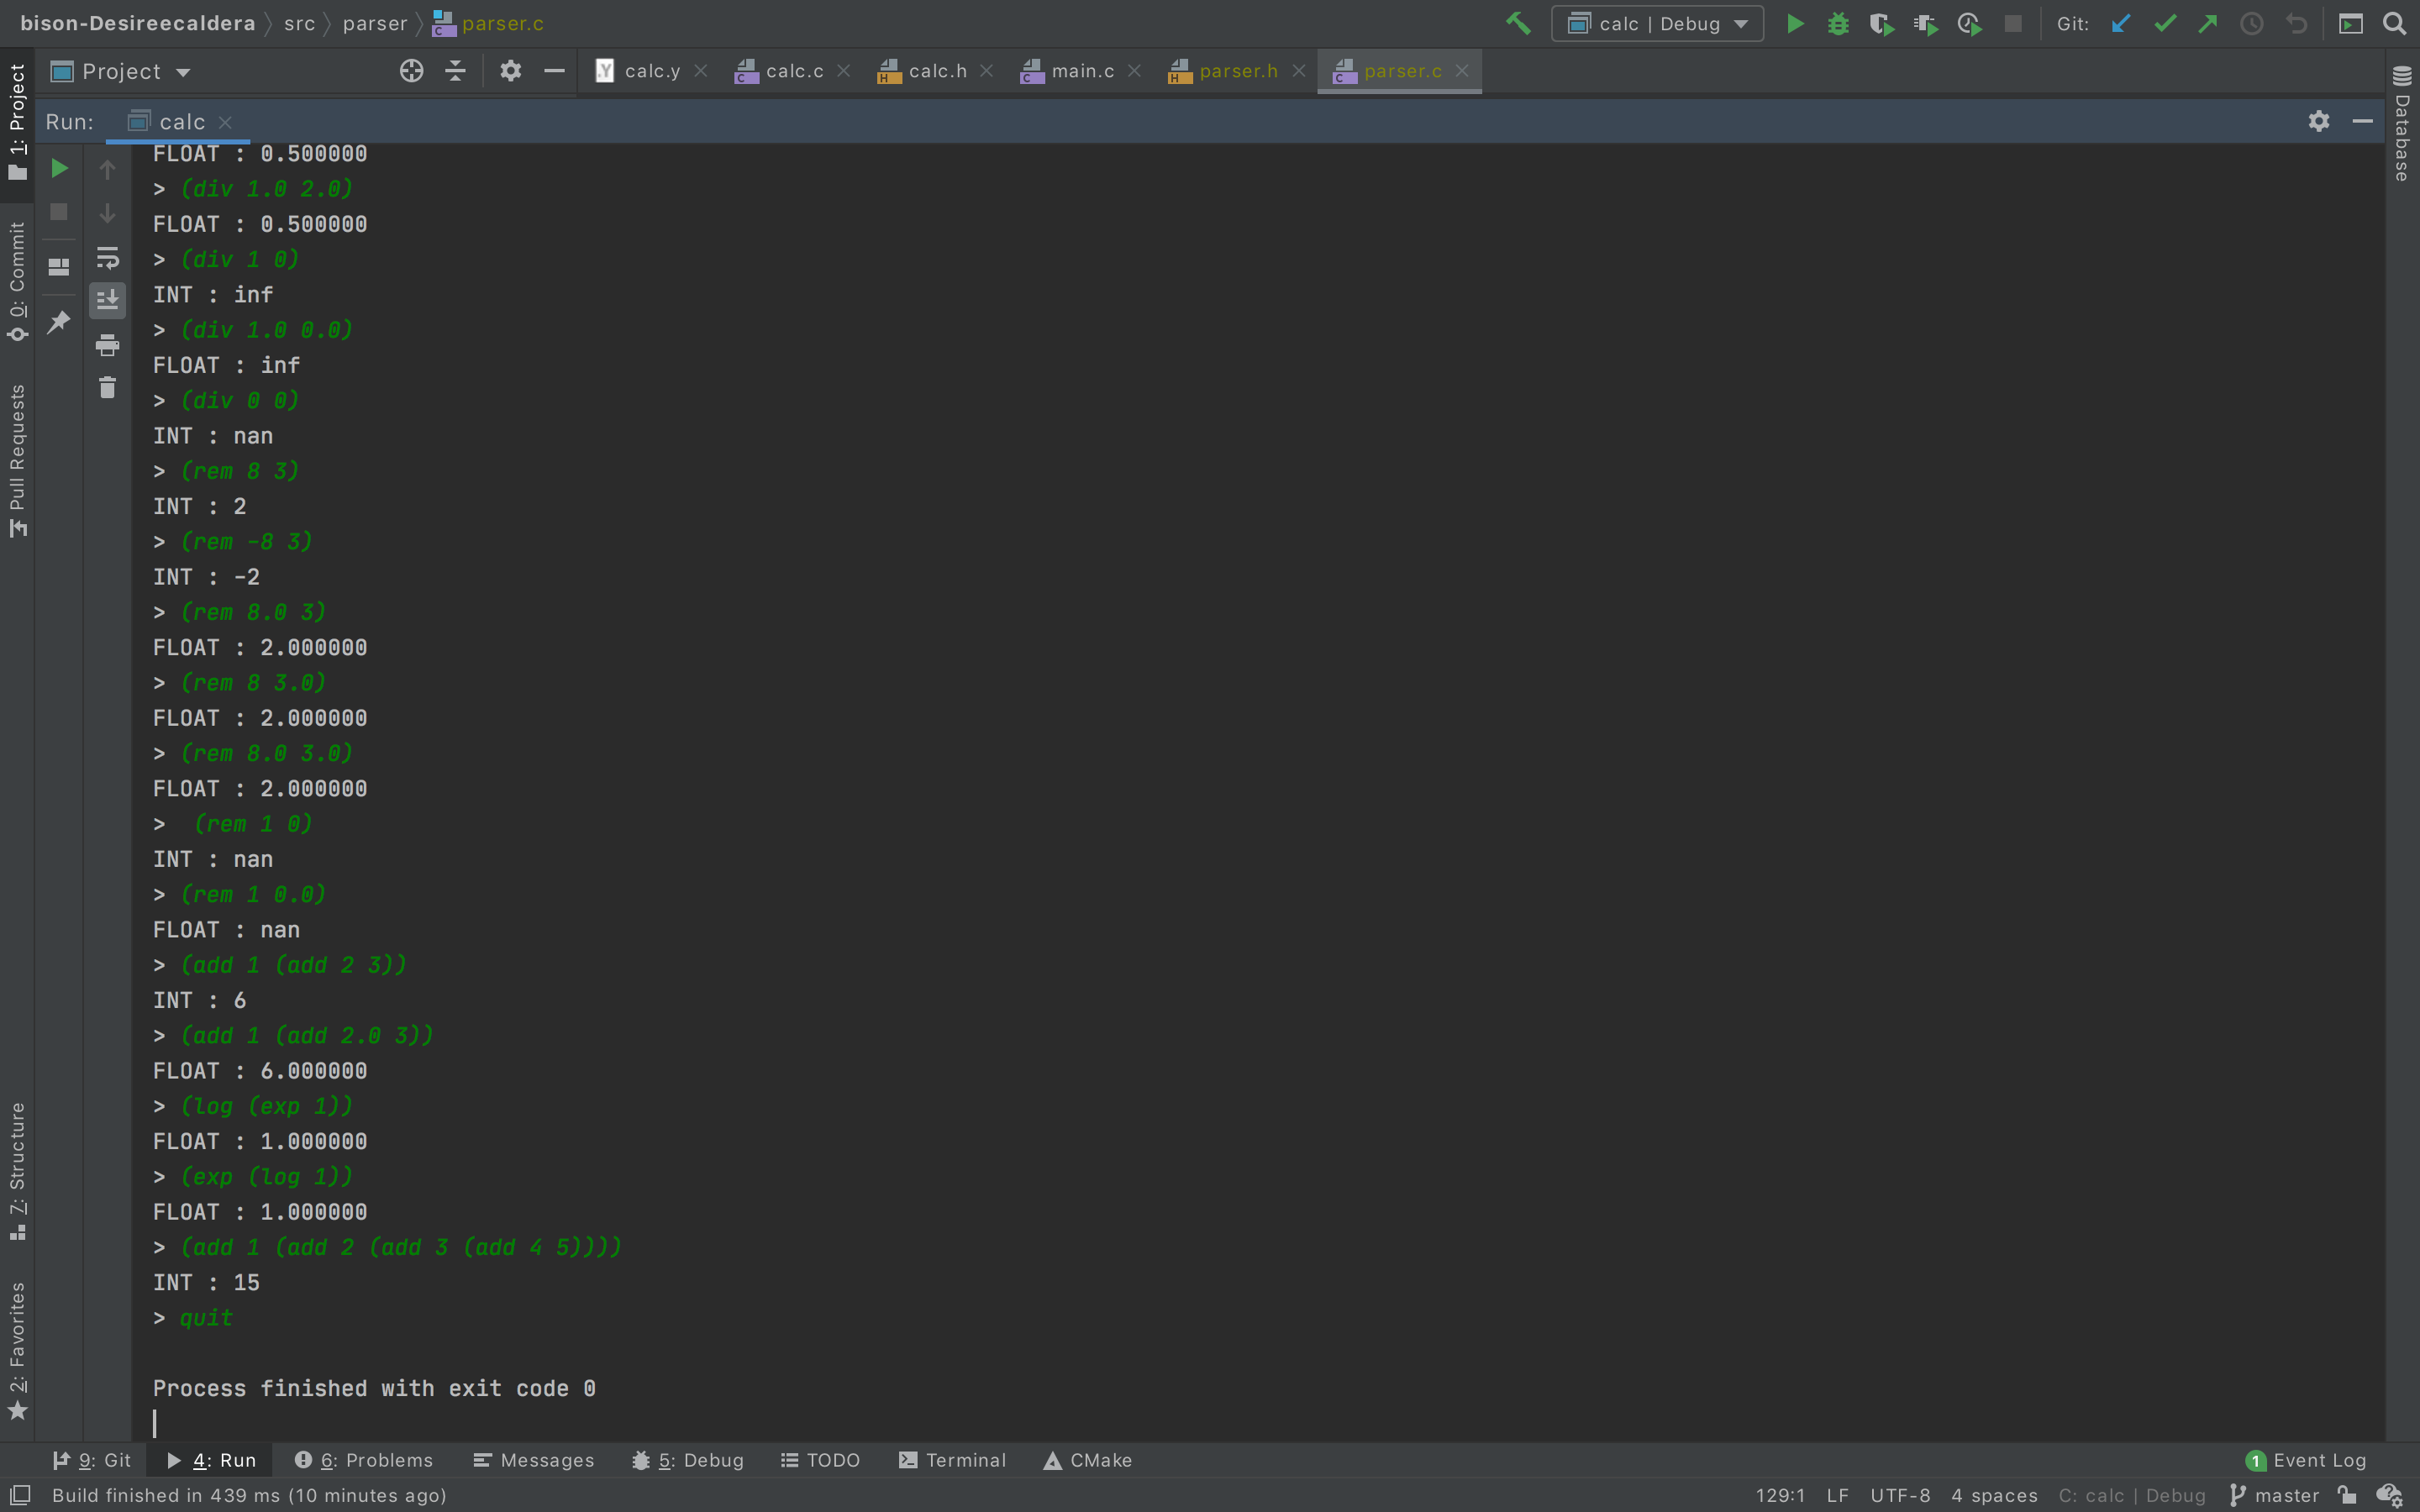 bison-Desireecaldera src parser parser.c
calc | Debug Git:
Project calc.y calc.c calc.h main.c parser.h parser.c
Run: calc
FLOAT : 0.500000
> (div 1.0 2.0)
FLOAT : 0.500000
> (div 1 0)
INT : inf
> (div 1.0 0.0)
FLOAT : inf
> (div 0 0)
INT : nan
> (rem 8 3)
INT : 2
> (rem -8 3)
INT : -2
> (rem 8.0 3)
FLOAT : 2.000000
> (rem 8 3.0)
FLOAT : 2.000000
> (rem 8.0 3.0)
FLOAT : 2.000000
>  (rem 1 0)
INT : nan
> (rem 1 0.0)
FLOAT : nan
> (add 1 (add 2 3))
INT : 6
> (add 1 (add 2.0 3))
FLOAT : 6.000000
> (log (exp 1))
FLOAT : 1.000000
> (exp (log 1))
FLOAT : 1.000000
> (add 1 (add 2 (add 3 (add 4 5))))
INT : 15
> quit
Process finished with exit code 0
1: Project
0: Commit
Pull Requests
7: Structure
2: Favorites
Database
9: Git 4: Run 6: Problems Messages 5: Debug TODO Terminal CMake 1 Event Log
Build finished in 439 ms (10 minutes ago) 129:1 LF UTF-8 4 spaces C: calc | Debug master